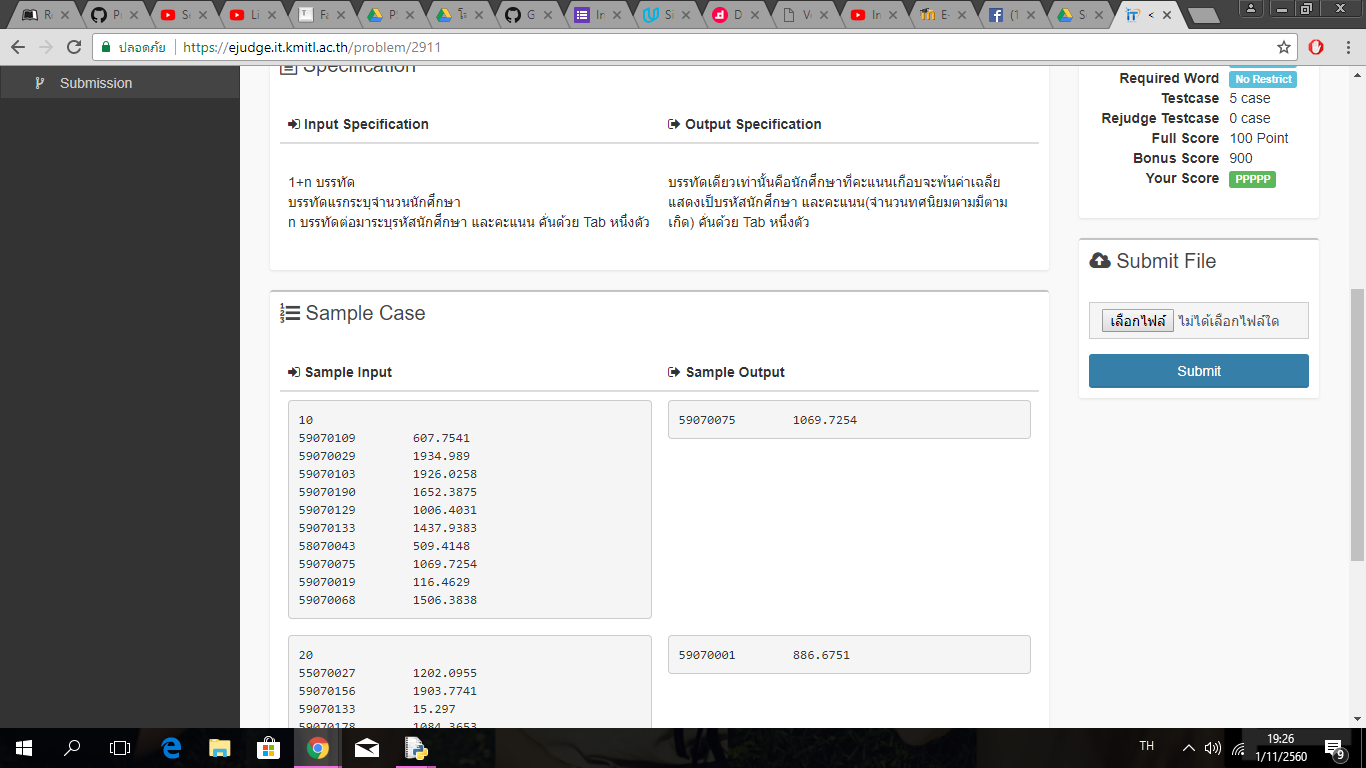 ปลอดภัย https://ejudge.it.kmitl.ac.th/problem/2911
Submission
Specification
Input Specification
Output Specification
1+n บรรทัด
บรรทัดแรกระบุจำนวนนักศึกษา
n บรรทัดต่อมาระบุรหัสนักศึกษา และคะแนน คั่นด้วย Tab หนึ่งตัว
บรรทัดเดียวเท่านั้นคือนักศึกษาที่คะแนนเกือบจะพ้นค่าเฉลี่ย
แสดงเป็บรหัสนักศึกษา และคะแนน(จำนวนทศนิยมตามมีตาม
เกิด) คั่นด้วย Tab หนึ่งตัว
Sample Case
Sample Input
Sample Output
10
59070109 607.7541
59070029 1934.989
59070103 1926.0258
59070190 1652.3875
59070129 1006.4031
59070133 1437.9383
58070043 509.4148
59070075 1069.7254
59070019 116.4629
59070068 1506.3838
59070075 1069.7254
20
55070027 1202.0955
59070156 1903.7741
59070133 15.297
59070178 1084.3653
59070001 886.6751
Required Word No Restrict
Testcase 5 case
Rejudge Testcase 0 case
Full Score 100 Point
Bonus Score 900
Your Score PPPPP
Submit File
เลือกไฟล์ ไม่ได้เลือกไฟล์ใด
Submit
TH
19:26
1/11/2560
9